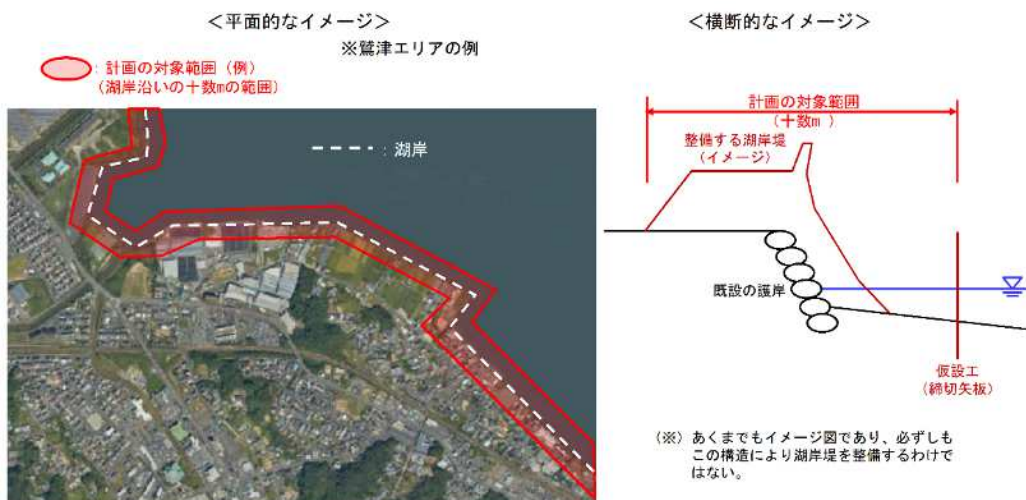 ＜平面的なイメージ＞
※鷲津エリアの例
：計画の対象範囲（例）
（湖岸沿いの十数mの範囲）
：湖岸
＜横断的なイメージ＞
計画の対象範囲
（十数m ）
整備する湖岸堤
（イメージ）
既設の護岸
仮設工
（締切矢板）
（※）あくまでもイメージ図であり、必ずしも
この構造により湖岸堤を整備するわけで
はない。